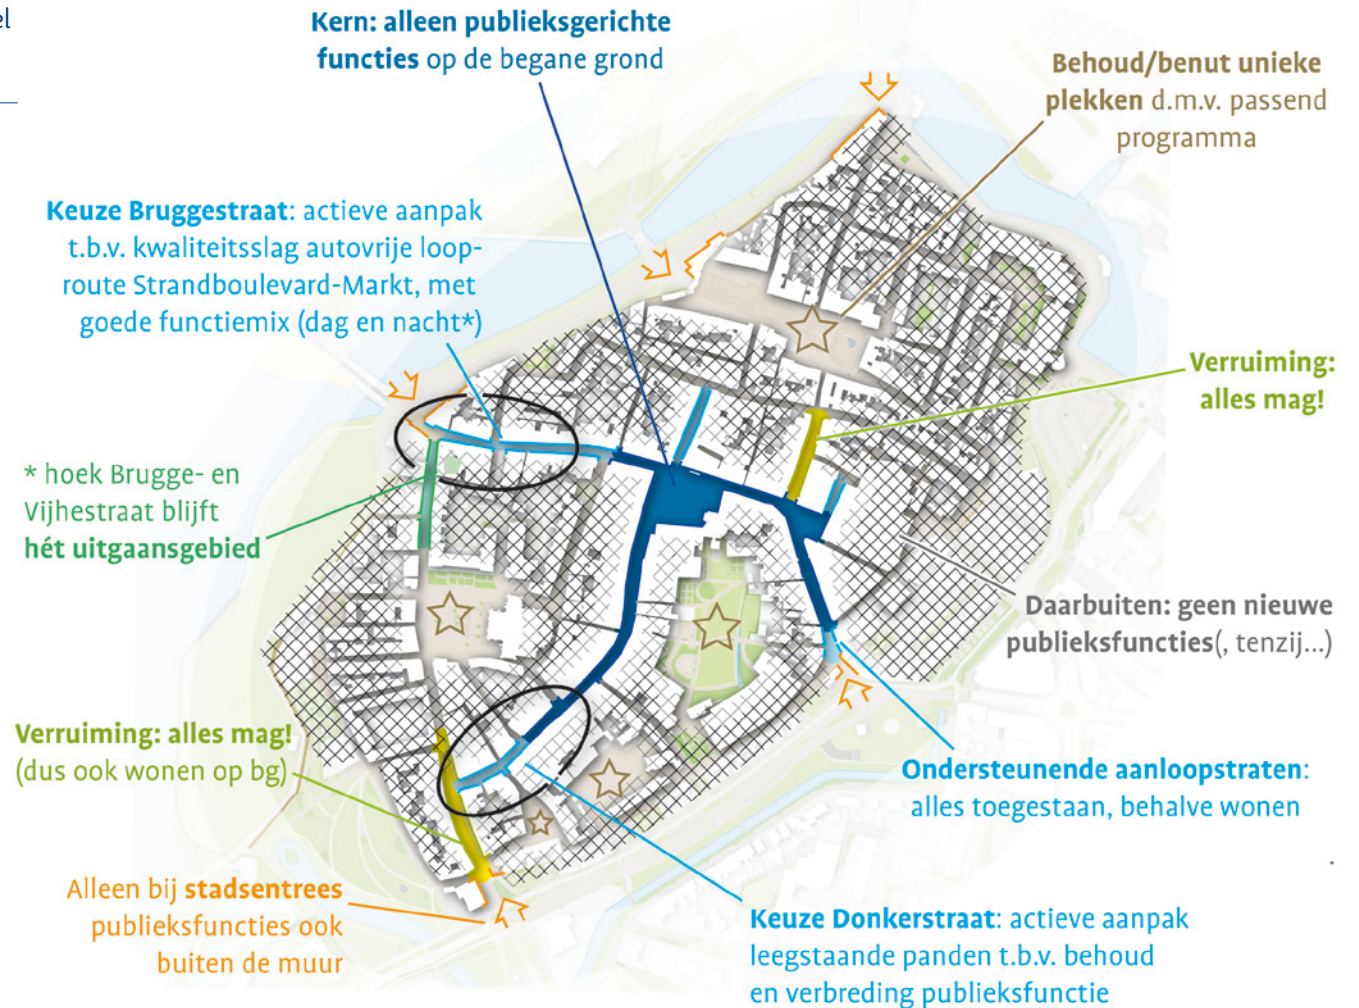 el
Kern: alleen publieksgerichte
functies op de begane grond
Behoud/benut unieke
plekken d.m.v. passend
programma
Keuze Bruggestraat: actieve aanpak
t.b.v. kwaliteitsslag autovrije loop-
route Strandboulevard-Markt, met
goede functiemix (dag en nacht*)
Verruiming:
alles mag!
* hoek Brugge- en
Vijhestraat blijft
hét uitgaansgebied
Daarbuiten: geen nieuwe
publieksfuncties(, tenzij...)
Verruiming: alles mag!
(dus ook wonen op bg)
Ondersteunende aanloopstraten:
alles toegestaan, behalve wonen
Alleen bij stadsentrees
publieksfuncties ook
buiten de muur
Keuze Donkerstraat: actieve aanpak
leegstaande panden t.b.v. behoud
en verbreding publieksfunctie